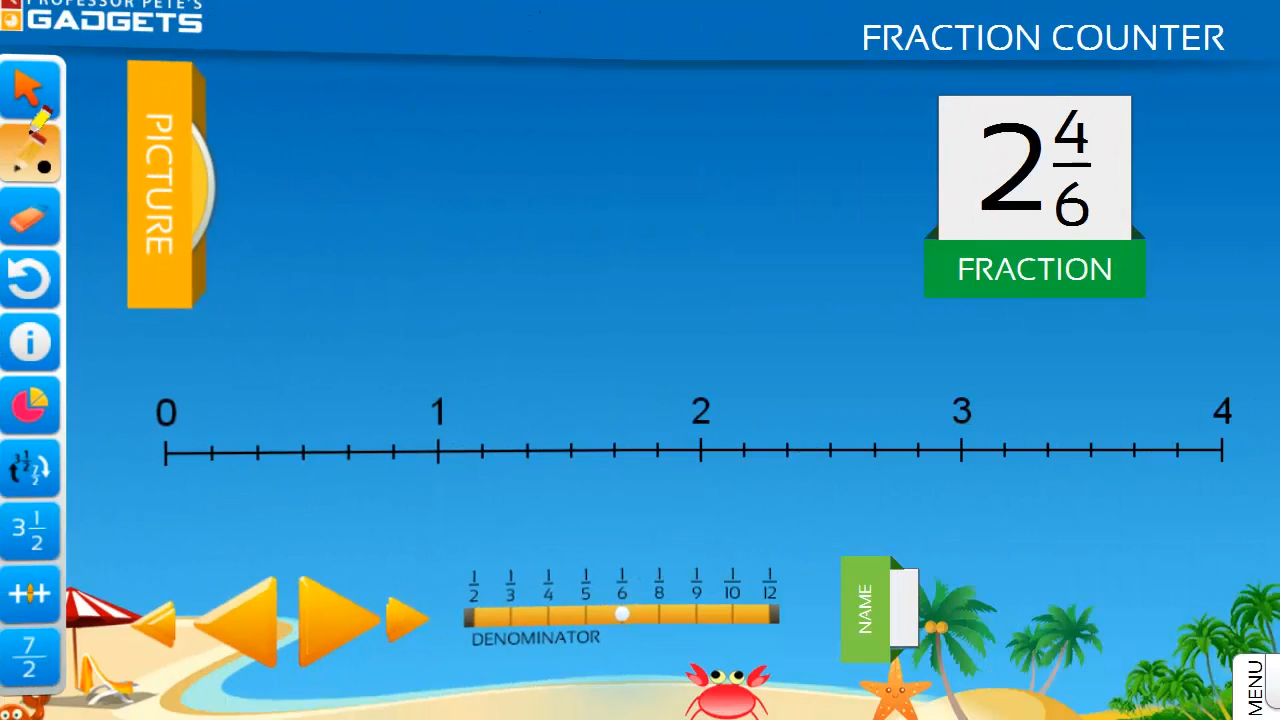 PROFESSOR PETE'S
GADGETS
FRACTION COUNTER
PICTURE
2 4/6
FRACTION
0 1 2 3 4
3 1/2
1/2 1/3 1/4 1/5 1/6 1/8 1/9 1/10 1/12
DENOMINATOR
NAME
7/2
MENU